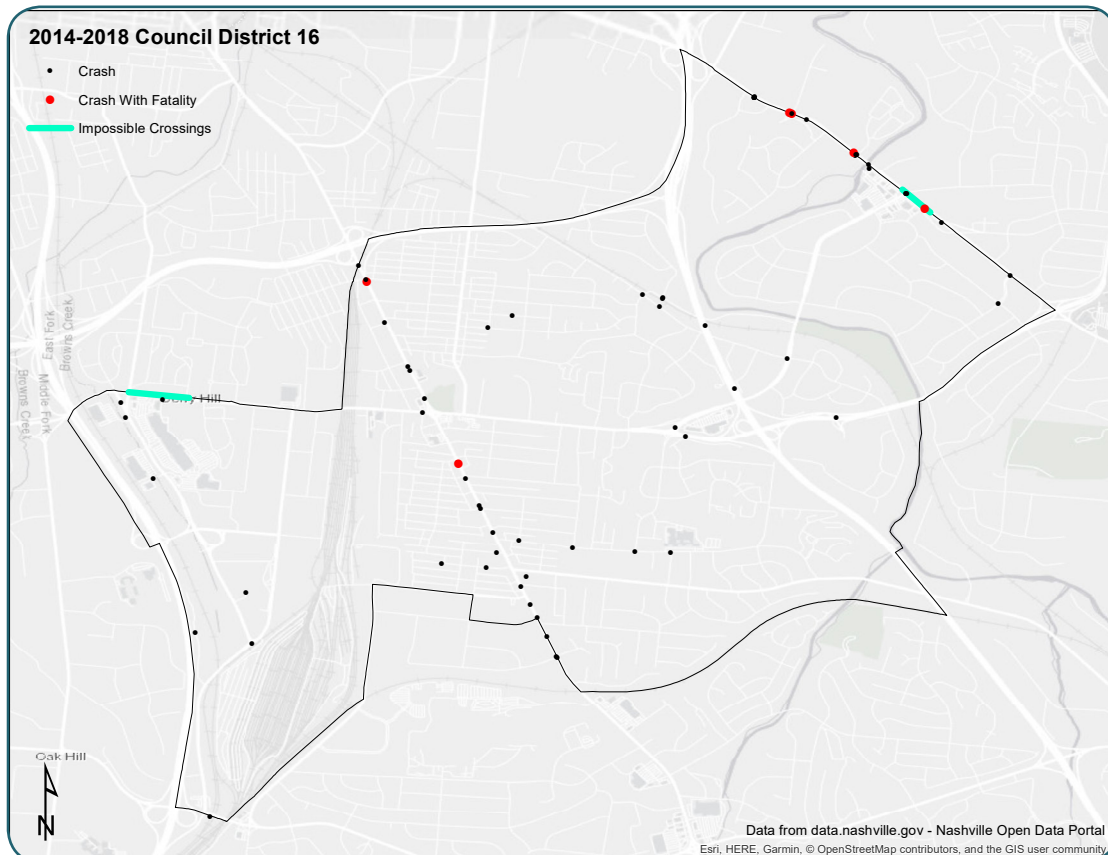 2014-2018 Council District 16
Crash
Crash With Fatality
Impossible Crossings
East Fork
Browns Creek
Middle Fork
Browns Creek
Oak Hill
N
Data from data.nashville.gov - Nashville Open Data Portal
Esri, HERE, Garmin, © OpenStreetMap contributors, and the GIS user community